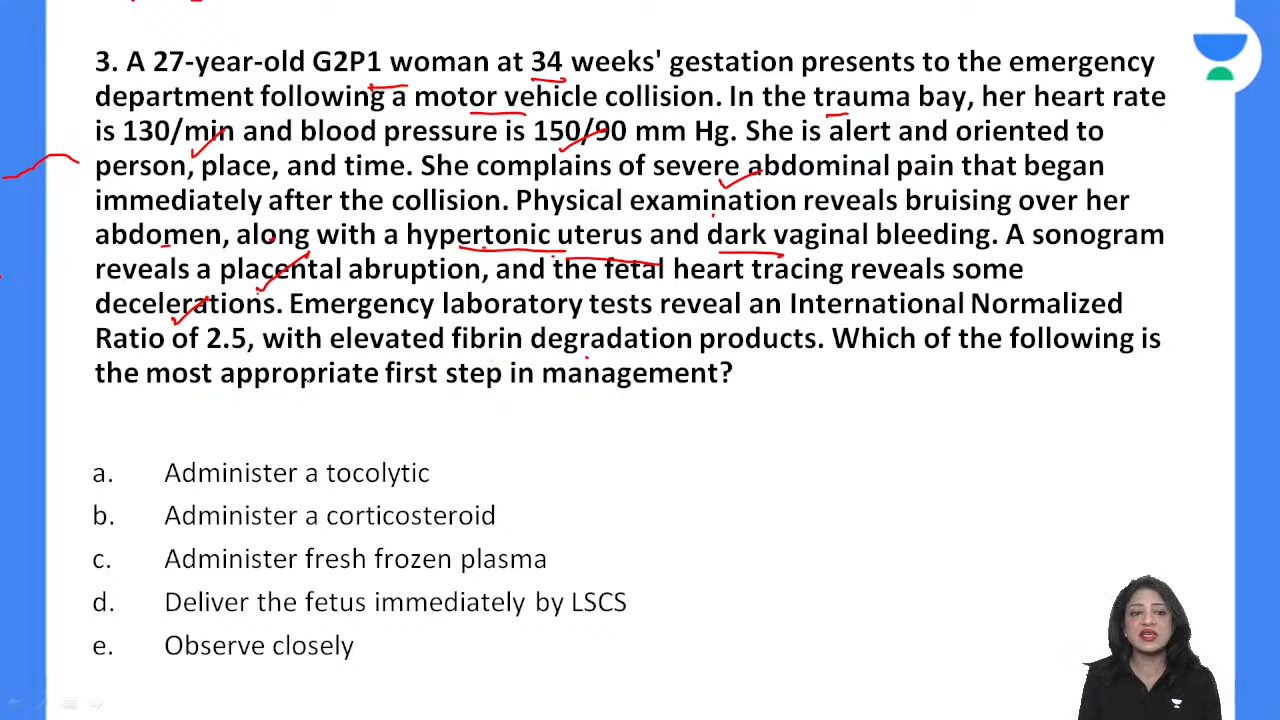 3. A 27-year-old G2P1 woman at 34 weeks' gestation presents to the emergency
department following a motor vehicle collision. In the trauma bay, her heart rate
is 130/min and blood pressure is 150/90 mm Hg. She is alert and oriented to
person, place, and time. She complains of severe abdominal pain that began
immediately after the collision. Physical examination reveals bruising over her
abdomen, along with a hypertonic uterus and dark vaginal bleeding. A sonogram
reveals a placental abruption, and the fetal heart tracing reveals some
decelerations. Emergency laboratory tests reveal an International Normalized
Ratio of 2.5, with elevated fibrin degradation products. Which of the following is
the most appropriate first step in management?
a. Administer a tocolytic
b. Administer a corticosteroid
c. Administer fresh frozen plasma
d. Deliver the fetus immediately by LSCS
e. Observe closely